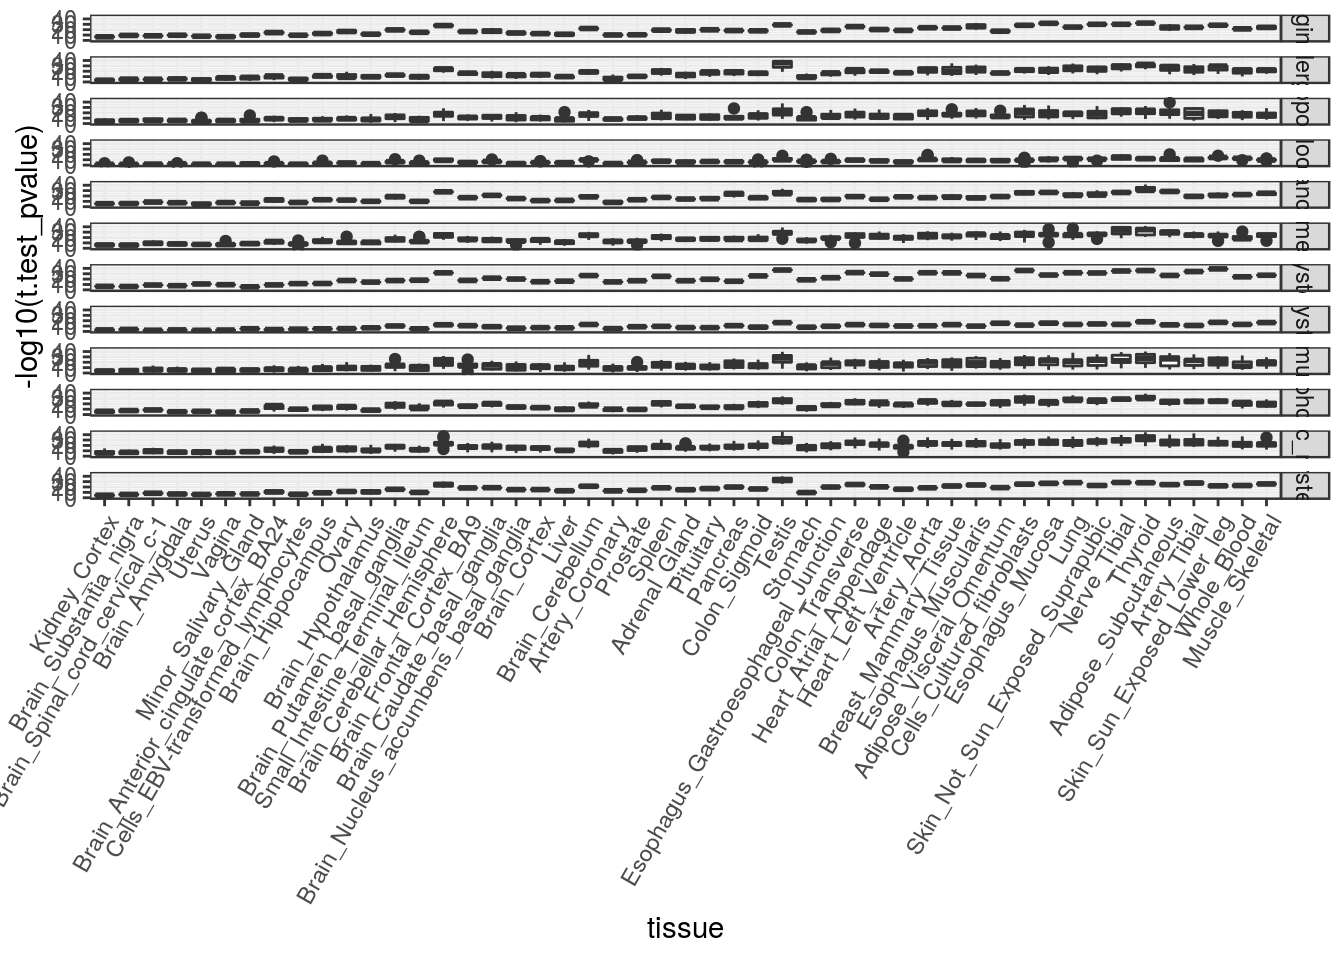 -log10(t.test_pvalue)
Kidney_Cortex
Brain_Substantia_nigra
Brain_Spinal_cord_cervical_c-1
Brain_Amygdala
Uterus
Vagina
Minor_Salivary_Gland
Brain_Anterior_cingulate_cortex_BA24
Cells_EBV-transformed_lymphocytes
Brain_Hippocampus
Ovary
Brain_Hypothalamus
Brain_Putamen_basal_ganglia
Small_Intestine_Terminal_Ileum
Brain_Cerebellar_Hemisphere
Brain_Frontal_Cortex_BA9
Brain_Caudate_basal_ganglia
Brain_Nucleus_accumbens_basal_ganglia
Brain_Cortex
Liver
Brain_Cerebellum
Artery_Coronary
Prostate
Spleen
Adrenal_Gland
Pituitary
Pancreas
Colon_Sigmoid
Testis
Stomach
Esophagus_Gastroesophageal_Junction
Colon_Transverse
Heart_Atrial_Appendage
Heart_Left_Ventricle
Artery_Aorta
Breast_Mammary_Tissue
Esophagus_Muscularis
Adipose_Visceral_Omentum
Cells_Cultured_fibroblasts
Esophagus_Mucosa
Lung
Skin_Not_Sun_Exposed_Suprapubic
Nerve_Tibial
Thyroid
Adipose_Subcutaneous
Artery_Tibial
Skin_Sun_Exposed_Lower_leg
Whole_Blood
Muscle_Skeletal
tissue